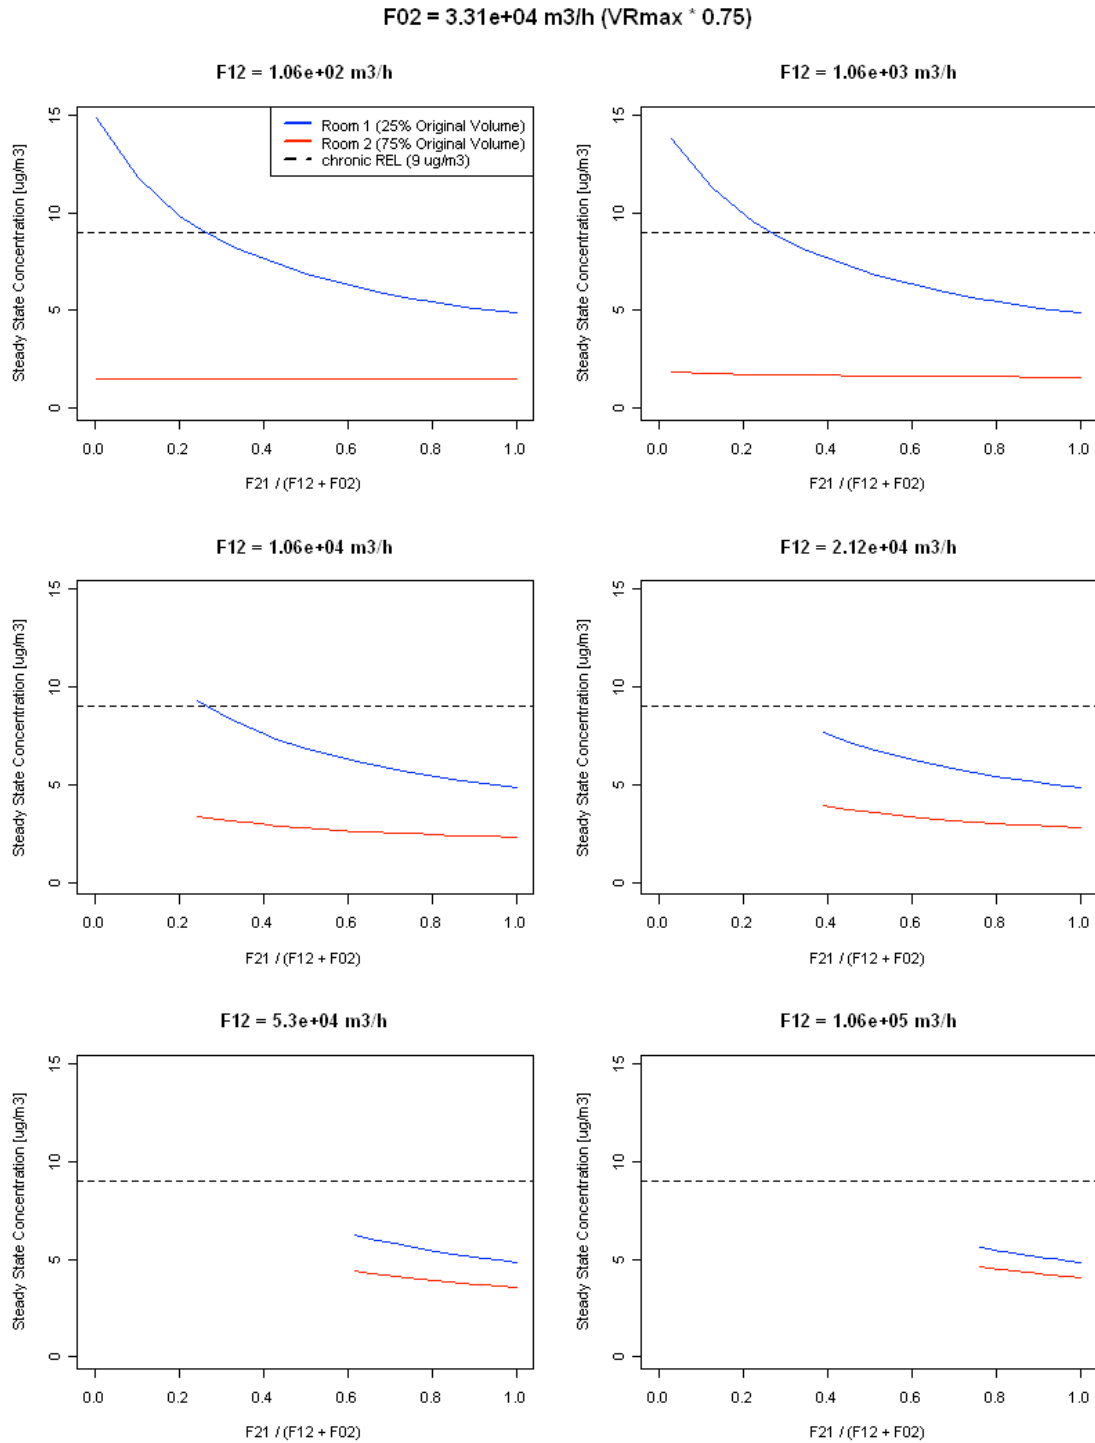 F02 = 3.31e+04 m3/h (VRmax * 0.75)
F12 = 1.06e+02 m3/h
Steady State Concentration [ug/m3]
15
10
5
0
Room 1 (25% Original Volume)
Room 2 (75% Original Volume)
chronic REL (9 ug/m3)
0.0 0.2 0.4 0.6 0.8 1.0
F21 / (F12 + F02)
F12 = 1.06e+03 m3/h
Steady State Concentration [ug/m3]
15
10
5
0
0.0 0.2 0.4 0.6 0.8 1.0
F21 / (F12 + F02)
F12 = 1.06e+04 m3/h
Steady State Concentration [ug/m3]
15
10
5
0
0.0 0.2 0.4 0.6 0.8 1.0
F21 / (F12 + F02)
F12 = 2.12e+04 m3/h
Steady State Concentration [ug/m3]
15
10
5
0
0.0 0.2 0.4 0.6 0.8 1.0
F21 / (F12 + F02)
F12 = 5.3e+04 m3/h
Steady State Concentration [ug/m3]
15
10
5
0
0.0 0.2 0.4 0.6 0.8 1.0
F21 / (F12 + F02)
F12 = 1.06e+05 m3/h
Steady State Concentration [ug/m3]
15
10
5
0
0.0 0.2 0.4 0.6 0.8 1.0
F21 / (F12 + F02)